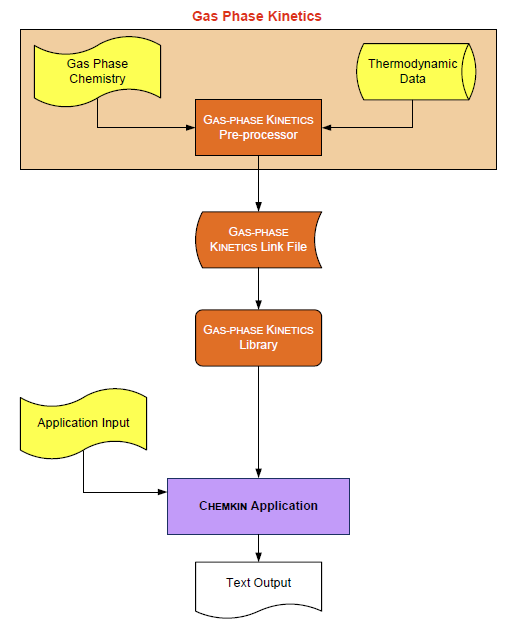 Gas Phase Kinetics
Gas Phase
Chemistry
Thermodynamic
Data
GAS-PHASE KINETICS
Pre-processor
GAS-PHASE
KINETICS Link File
GAS-PHASE KINETICS
Library
Application Input
CHEMKIN Application
Text Output